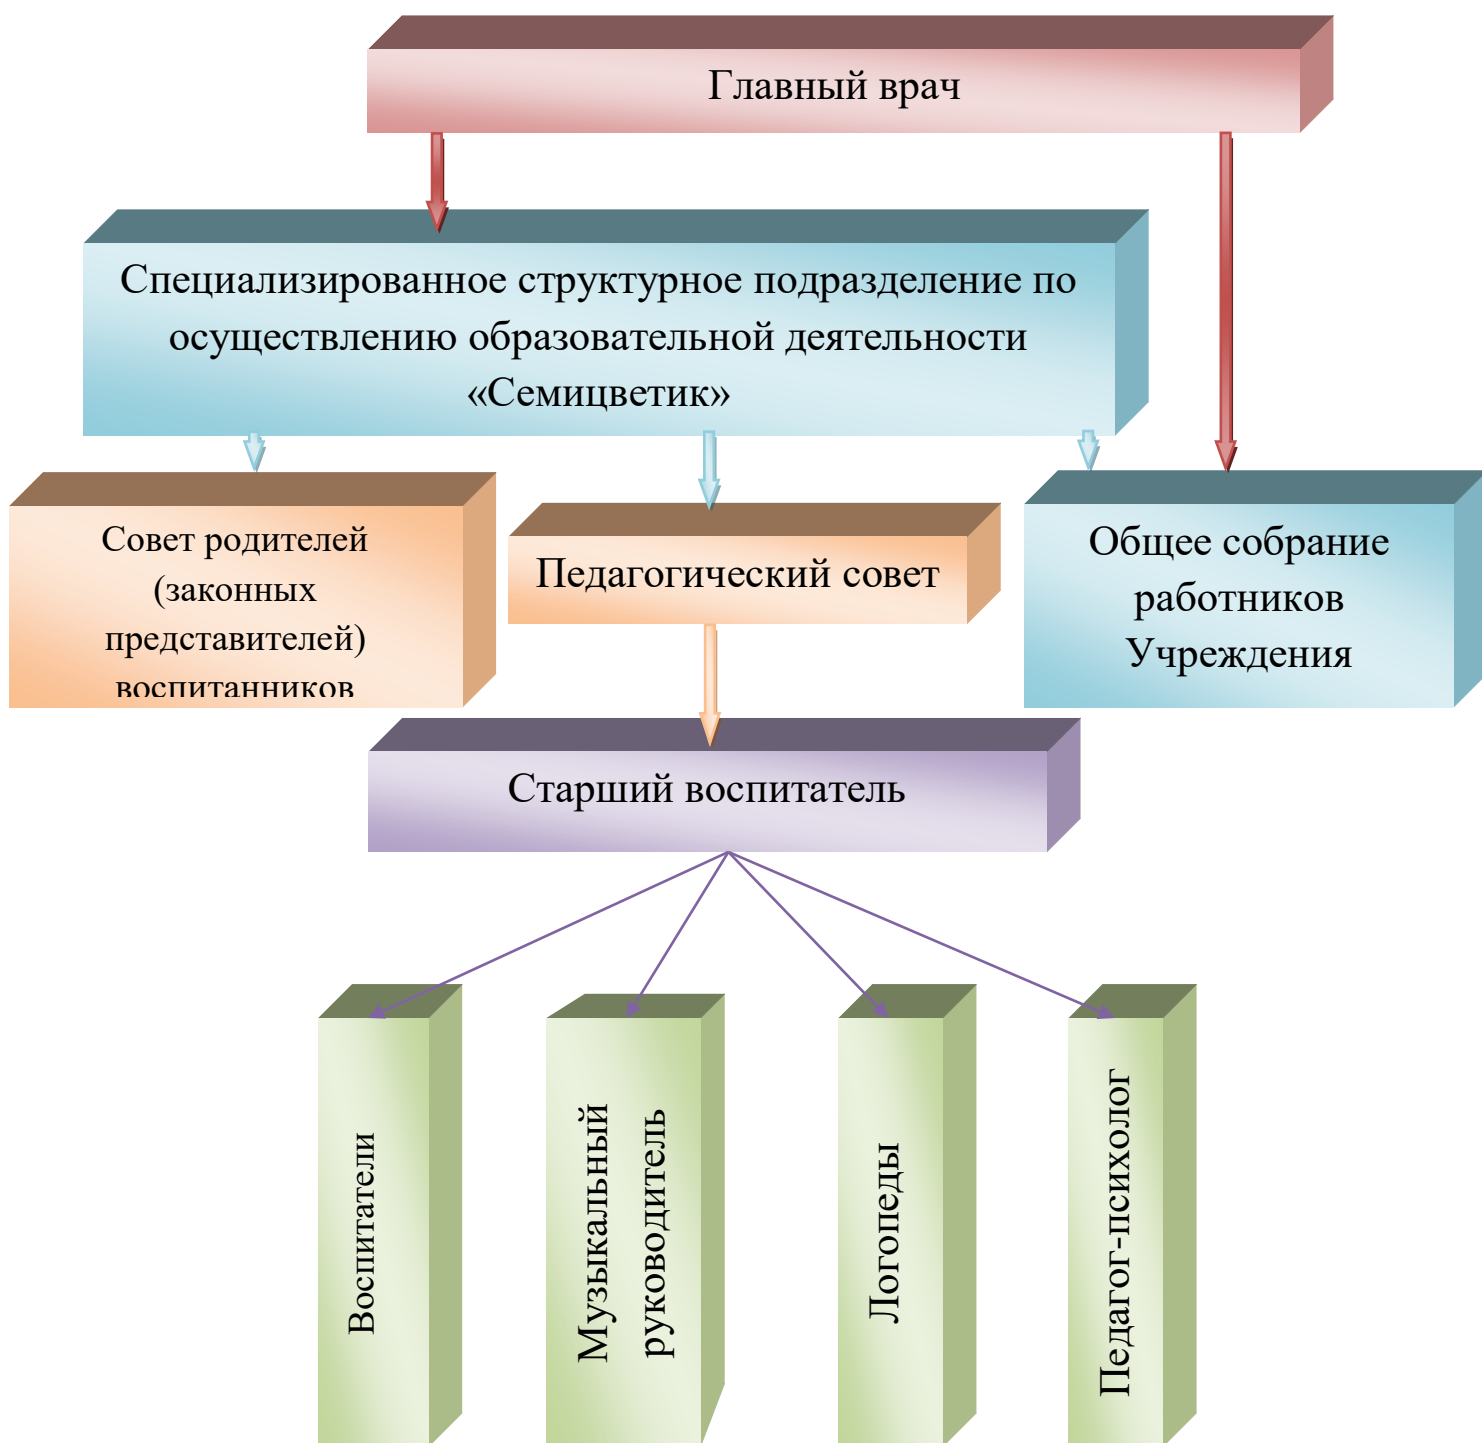 Главный врач
Специализированное структурное подразделение по
осуществлению образовательной деятельности
«Семицветик»
Совет родителей
(законных
представителей)
воспитанников
Педагогический совет
Общее собрание
работников
Учреждения
Старший воспитатель
Воспитатели
Музыкальный
руководитель
Логопеды
Педагог-психолог